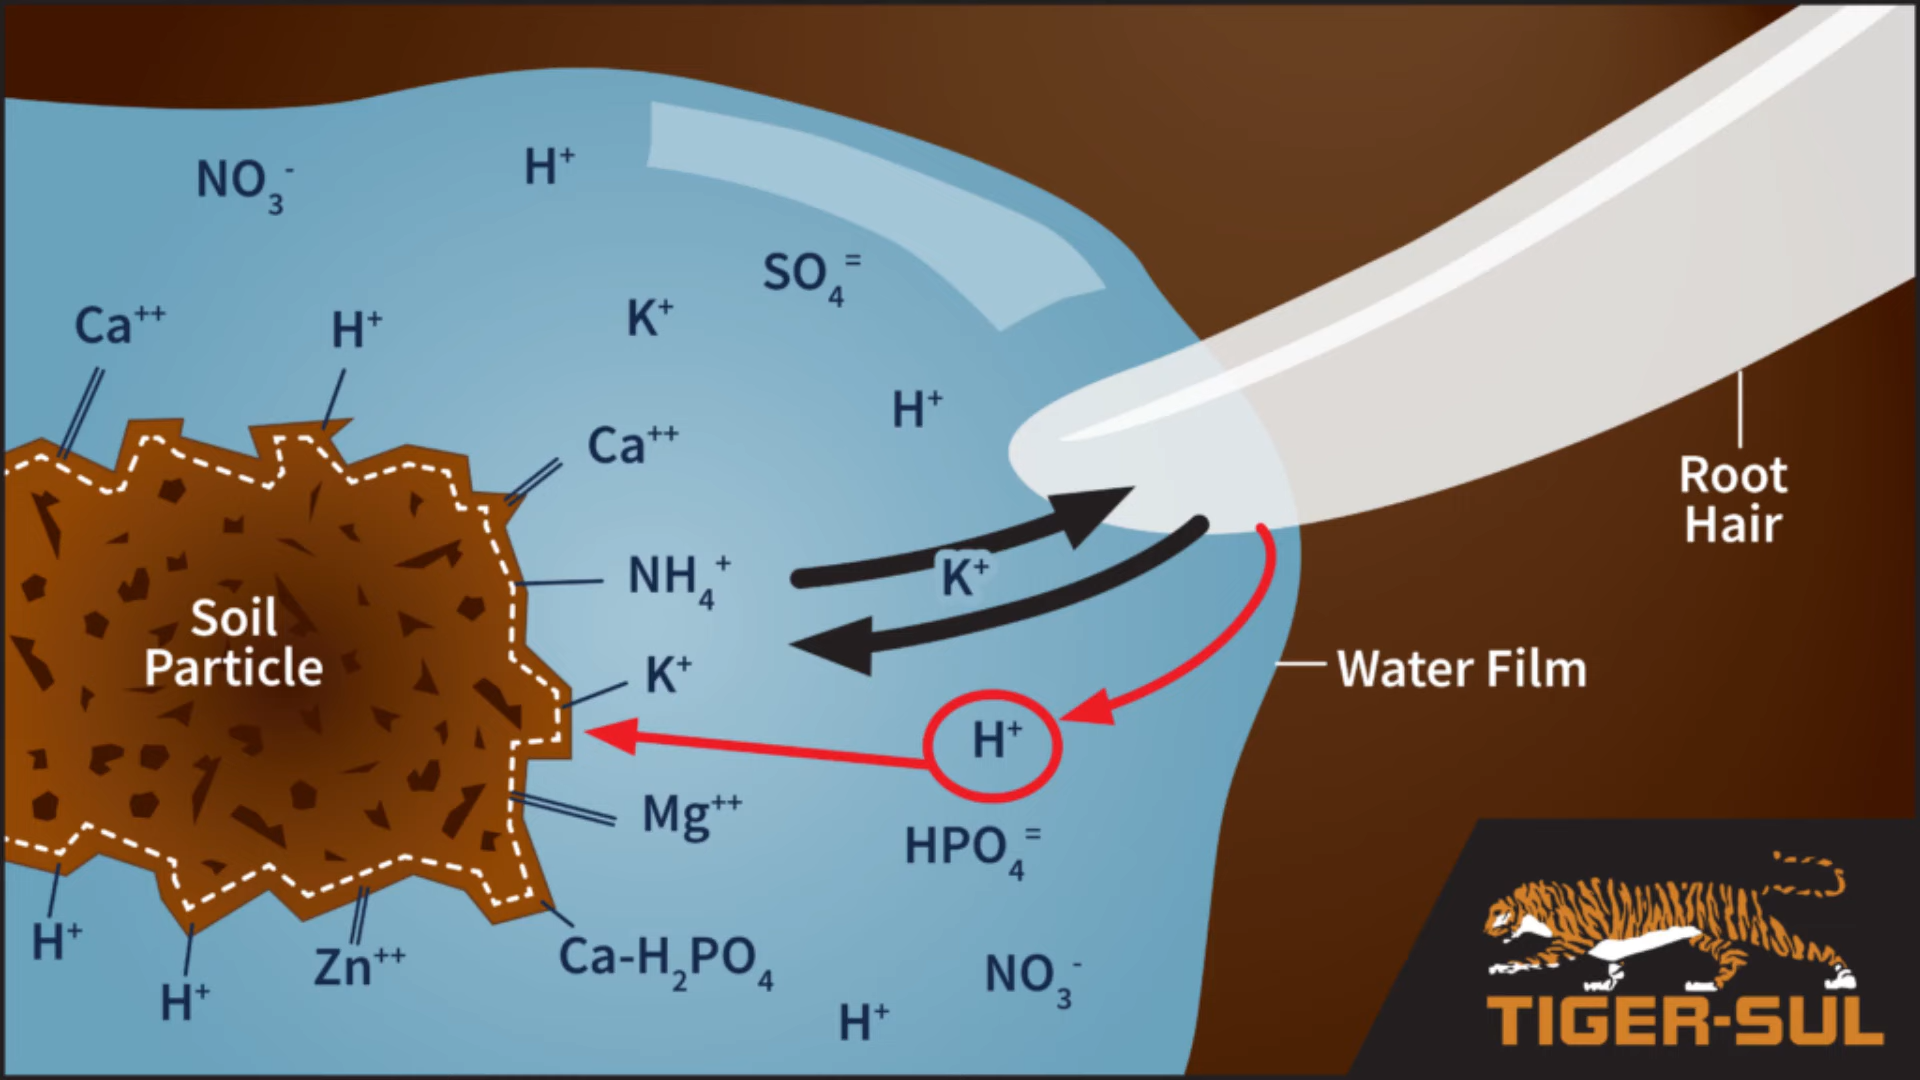 NO₃⁻
H⁺
SO₄⁼
Ca⁺⁺
H⁺
K⁺
H⁺
Ca⁺⁺
Root
Hair
NH₄⁺
K⁺
Soil
Particle
K⁺
Water Film
H⁺
Mg⁺⁺
HPO₄⁼
H⁺
Zn⁺⁺
Ca-H₂PO₄
NO₃⁻
H⁺
H⁺
TIGER-SUL